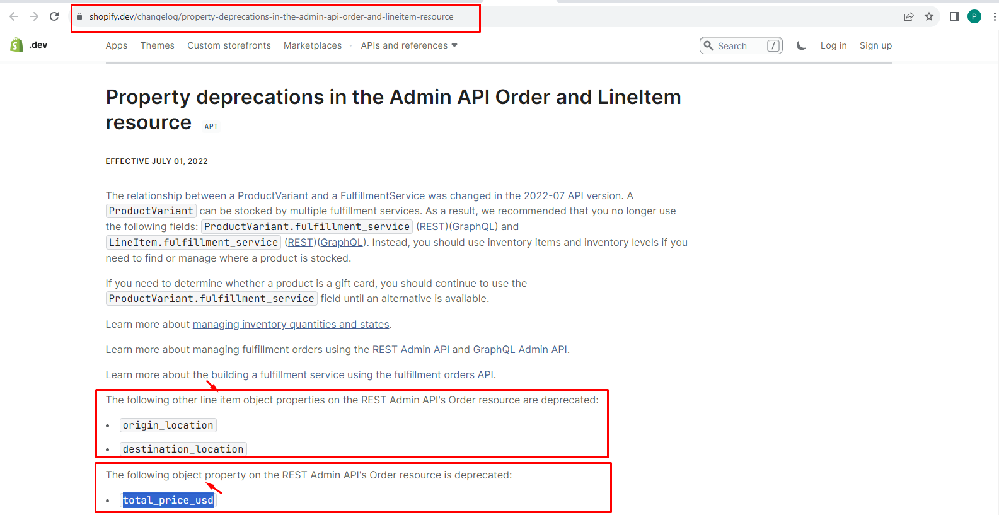 shopify.dev/changelog/property-deprecations-in-the-admin-api-order-and-lineitem-resource
P
.dev
Apps Themes Custom storefronts Marketplaces · APIs and references
Search /
Log in Sign up
Property deprecations in the Admin API Order and LineItem
resource API
EFFECTIVE JULY 01, 2022
The relationship between a ProductVariant and a FulfillmentService was changed in the 2022-07 API version. A
ProductVariant can be stocked by multiple fulfillment services. As a result, we recommended that you no longer use
the following fields: ProductVariant.fulfillment_service (REST)(GraphQL) and
LineItem.fulfillment_service (REST)(GraphQL). Instead, you should use inventory items and inventory levels if you
need to find or manage where a product is stocked.
If you need to determine whether a product is a gift card, you should continue to use the
ProductVariant.fulfillment_service field until an alternative is available.
Learn more about managing inventory quantities and states.
Learn more about managing fulfillment orders using the REST Admin API and GraphQL Admin API.
Learn more about the building a fulfillment service using the fulfillment orders API.
The following other line item object properties on the REST Admin API's Order resource are deprecated:
• origin_location
• destination_location
The following object property on the REST Admin API's Order resource is deprecated:
• total_price_usd